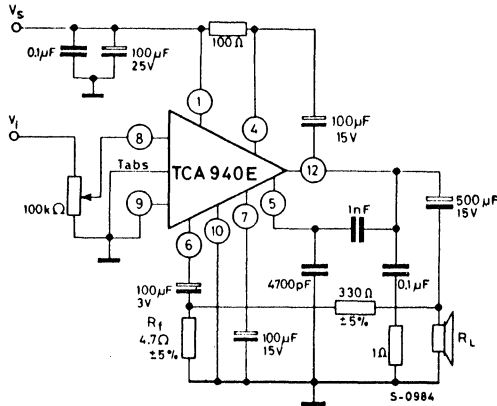 Vs
0.1µF
100µF
25V
100Ω
100µF
15V
Vi
8
1
4
12
Tabs
TCA940E
100kΩ
9
6
10
7
5
1nF
500µF
15V
100µF
3V
4700pF
330Ω
±5%
0.1µF
Rf
4.7Ω
±5%
100µF
15V
1Ω
RL
S-0984